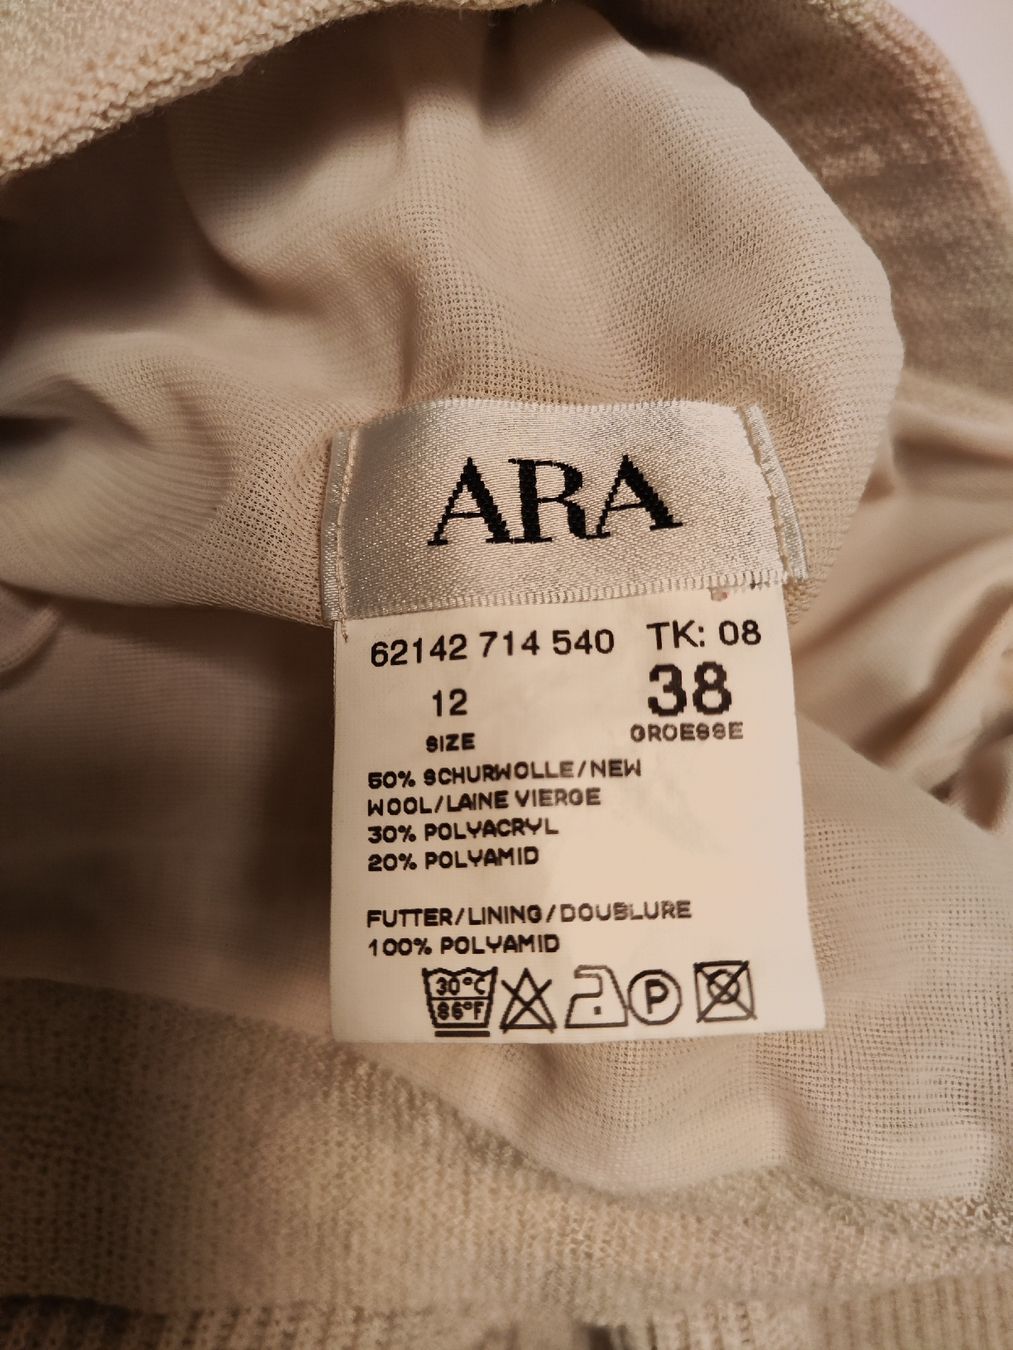 ARA
62142 714 540 TK: 08
12 38
SIZE GROESSE
50% SCHURWOLLE/NEW
WOOL/LAINE VIERGE
30% POLYACRYL
20% POLYAMID
FUTTER/LINING/DOUBLURE
100% POLYAMID
30°C P
86°F